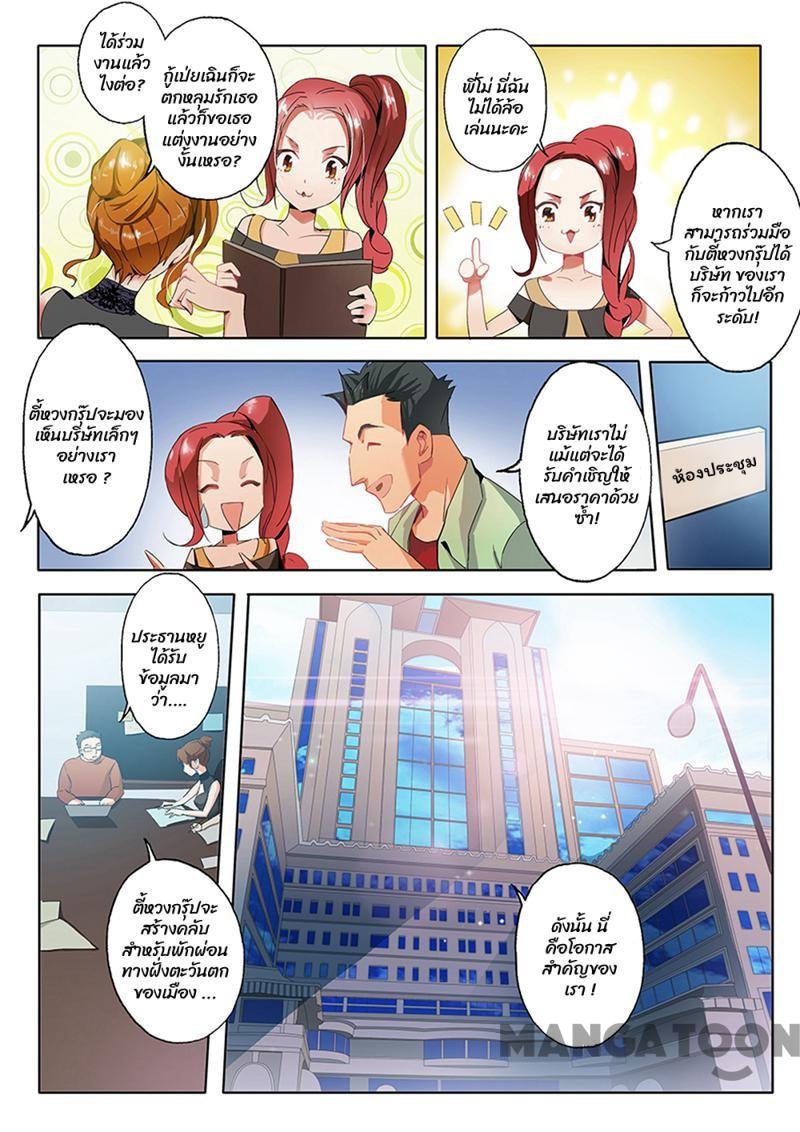 ได้ร่วม
งานแล้ว
ไงต่อ?
กู้เป่ยเฉินก็จะ
ตกหลุมรักเธอ
แล้วก็ขอเธอ
แต่งงานอย่าง
งั้นเหรอ?
พี่โม่ นี่ฉัน
ไม่ได้ล้อ
เล่นนะคะ
หากเรา
สามารถร่วมมือ
กับตี้หวงกรุ๊ปได้
บริษัท ของเรา
ก็จะก้าวไปอีก
ระดับ!
ตี้หวงกรุ๊ปจะมอง
เห็นบริษัทเล็กๆ
อย่างเรา
เหรอ ?
บริษัทเราไม่
แม้แต่จะได้
รับคำเชิญให้
เสนอราคาด้วย
ซ้ำ!
ห้องประชุม
ประธานหยู
ได้รับ
ข้อมูลมา
ว่า....
ตี้หวงกรุ๊ปจะ
สร้างคลับ
สำหรับพักผ่อน
ทางฝั่งตะวันตก
ของเมือง ...
ดังนั้น นี่
คือโอกาส
สำคัญของ
เรา !
MANGATOON